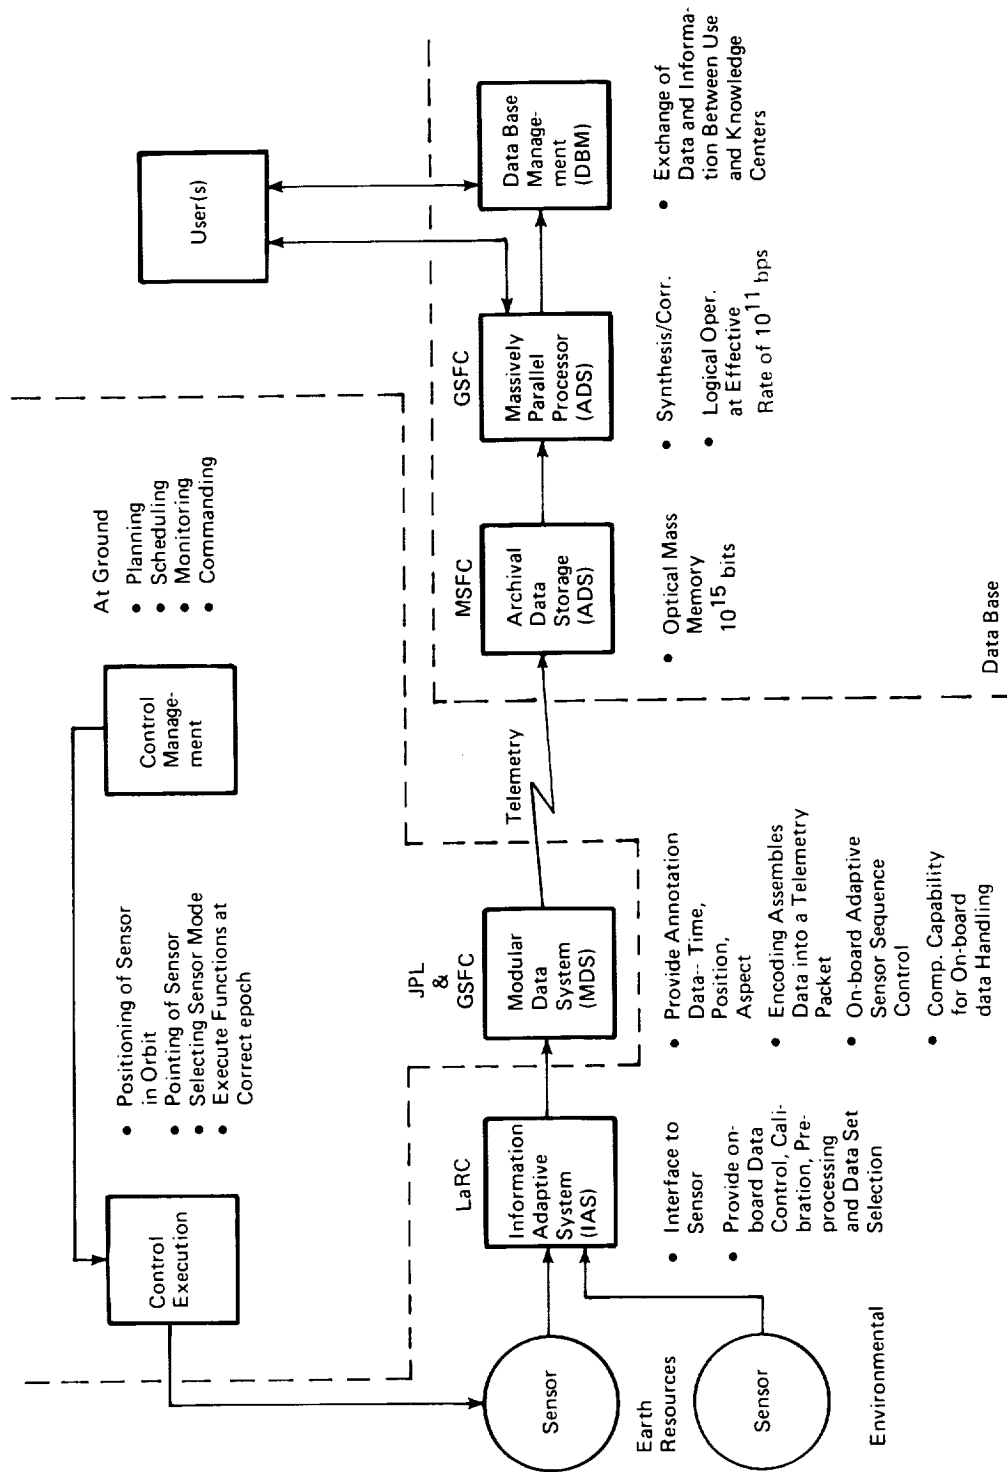 Control
Execution
• Positioning of Sensor
in Orbit
• Pointing of Sensor
• Selecting Sensor Mode
• Execute Functions at
Correct epoch
Control
Manage-
ment
At Ground
• Planning
• Scheduling
• Monitoring
• Commanding
User(s)
Sensor
Earth
Resources
Sensor
Environmental
LaRC
Information
Adaptive
System
(IAS)
• Interface to
Sensor
• Provide on-
board Data
Control, Cali-
bration, Pre-
processing
and Data Set
Selection
JPL
&
GSFC
Modular
Data
System
(MDS)
• Provide Annotation
Data-- Time,
Position,
Aspect
• Encoding Assembles
Data into a Telemetry
Packet
• On-board Adaptive
Sensor Sequence
Control
• Comp. Capability
for On-board
data Handling
Telemetry
MSFC
Archival
Data
Storage
(ADS)
• Optical Mass
Memory
10^15 bits
GSFC
Massively
Parallel
Processor
(ADS)
• Synthesis/Corr.
• Logical Oper.
at Effective
Rate of 10^11 bps
Data Base
Manage-
ment
(DBM)
• Exchange of
Data and Informa-
tion Between Use
and Knowledge
Centers
Data Base